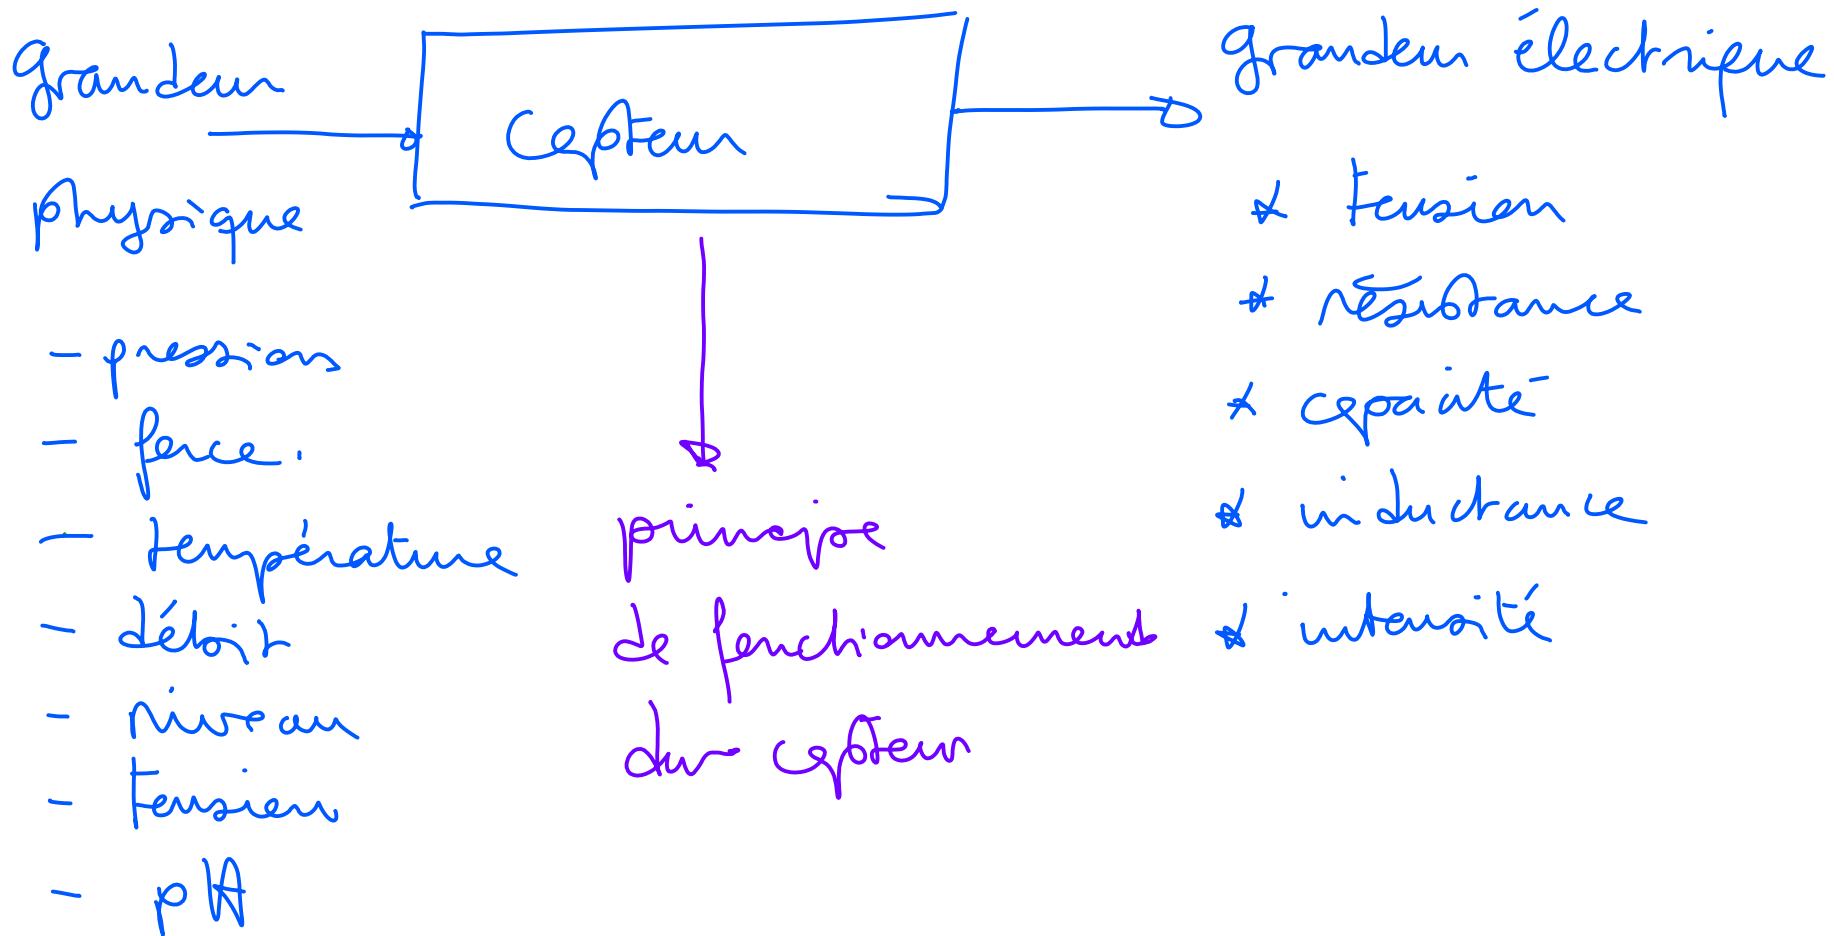 grandeur
physique
- pression
- force.
- température
- débit
- niveau
- tension
- pH
Capteur
principe
de fonctionnement
du capteur
grandeur électrique
* tension
* résistance
* capacité
* inductance
* intensité